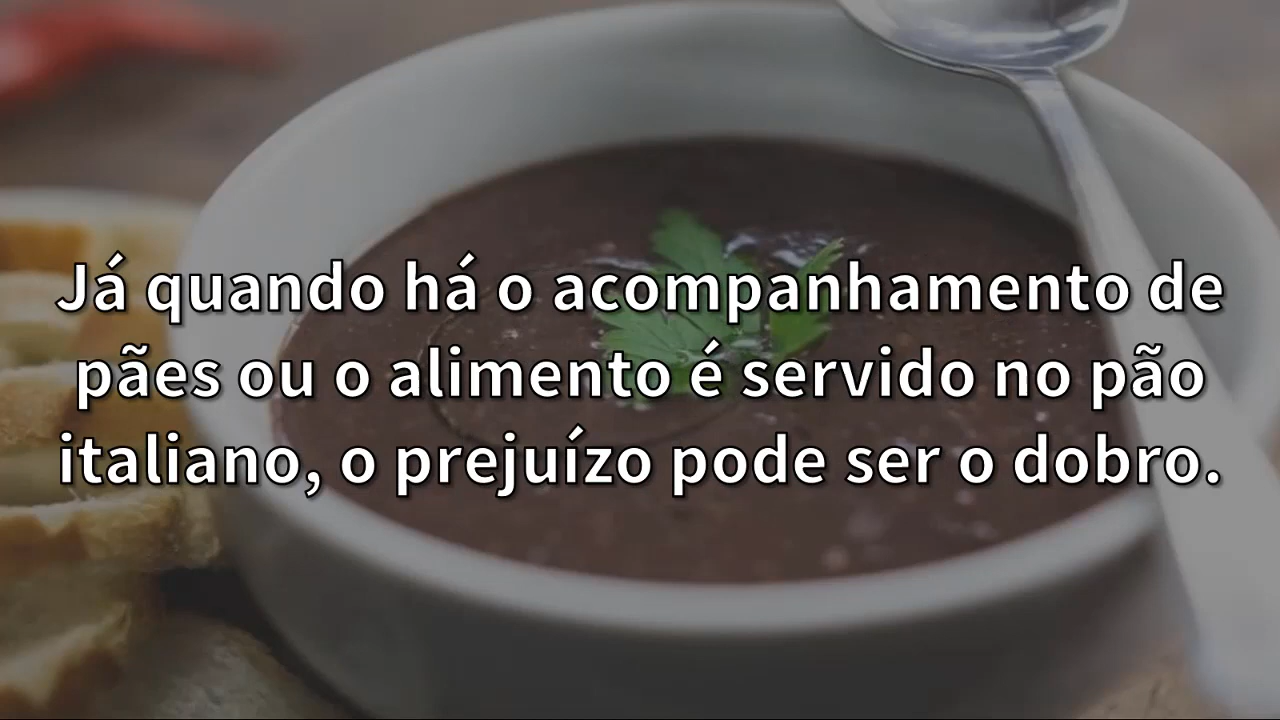 Já quando há o acompanhamento de
pães ou o alimento é servido no pão
italiano, o prejuízo pode ser o dobro.